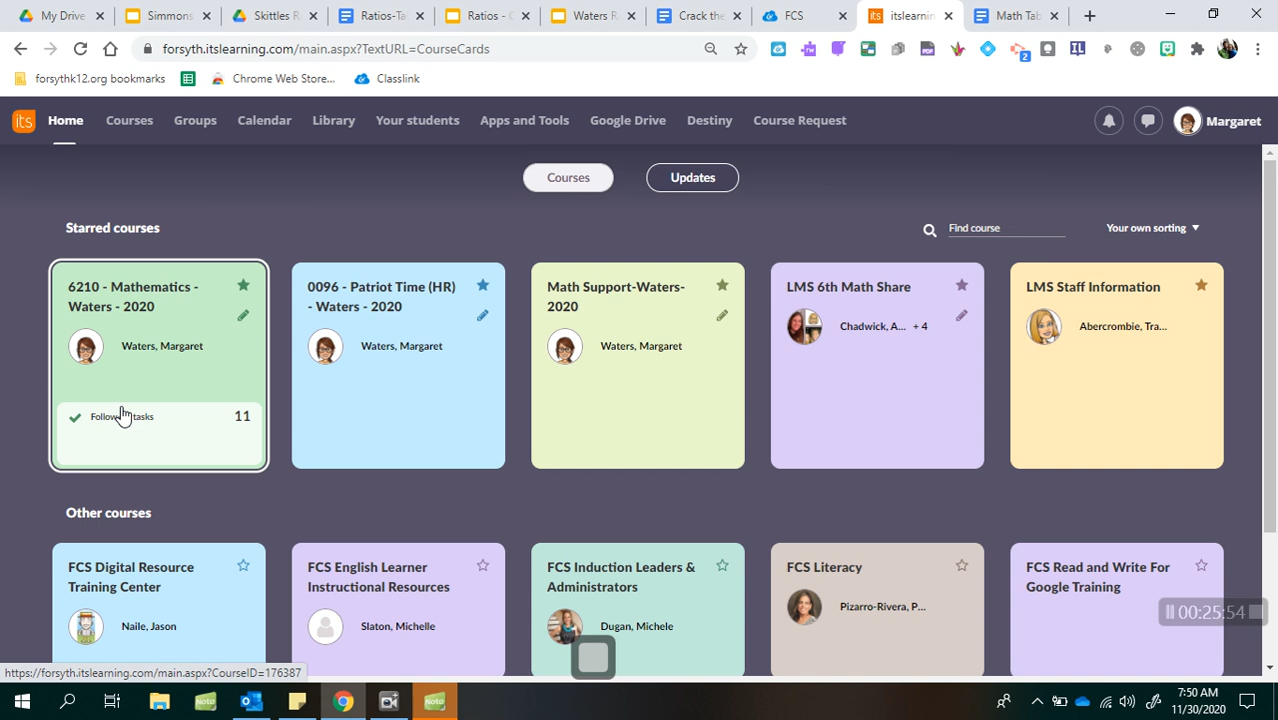 My Drive
Simmons
Skittles R
Ratios-Ta
Ratios - C
Waters R
Crack the
FCS
itslearning
Math Tab
forsyth.itslearning.com/main.aspx?TextURL=CourseCards
forsythk12.org bookmarks
Chrome Web Store...
Classlink
its
Home
Courses
Groups
Calendar
Library
Your students
Apps and Tools
Google Drive
Destiny
Course Request
Margaret
Courses
Updates
Starred courses
Find course
Your own sorting
6210 - Mathematics -
Waters - 2020
Waters, Margaret
tasks
11
0096 - Patriot Time (HR)
- Waters - 2020
Waters, Margaret
Math Support-Waters-
2020
Waters, Margaret
LMS 6th Math Share
Chadwick, A... + 4
LMS Staff Information
Abercrombie, Tra...
Other courses
FCS Digital Resource
Training Center
Naile, Jason
FCS English Learner
Instructional Resources
Slaton, Michelle
FCS Induction Leaders &
Administrators
Dugan, Michele
FCS Literacy
Pizarro-Rivera, P...
FCS Read and Write For
Google Training
00:25:54
https://forsyth.itslearning.com/main.aspx?CourseID=176387
7:50 AM
11/30/2020